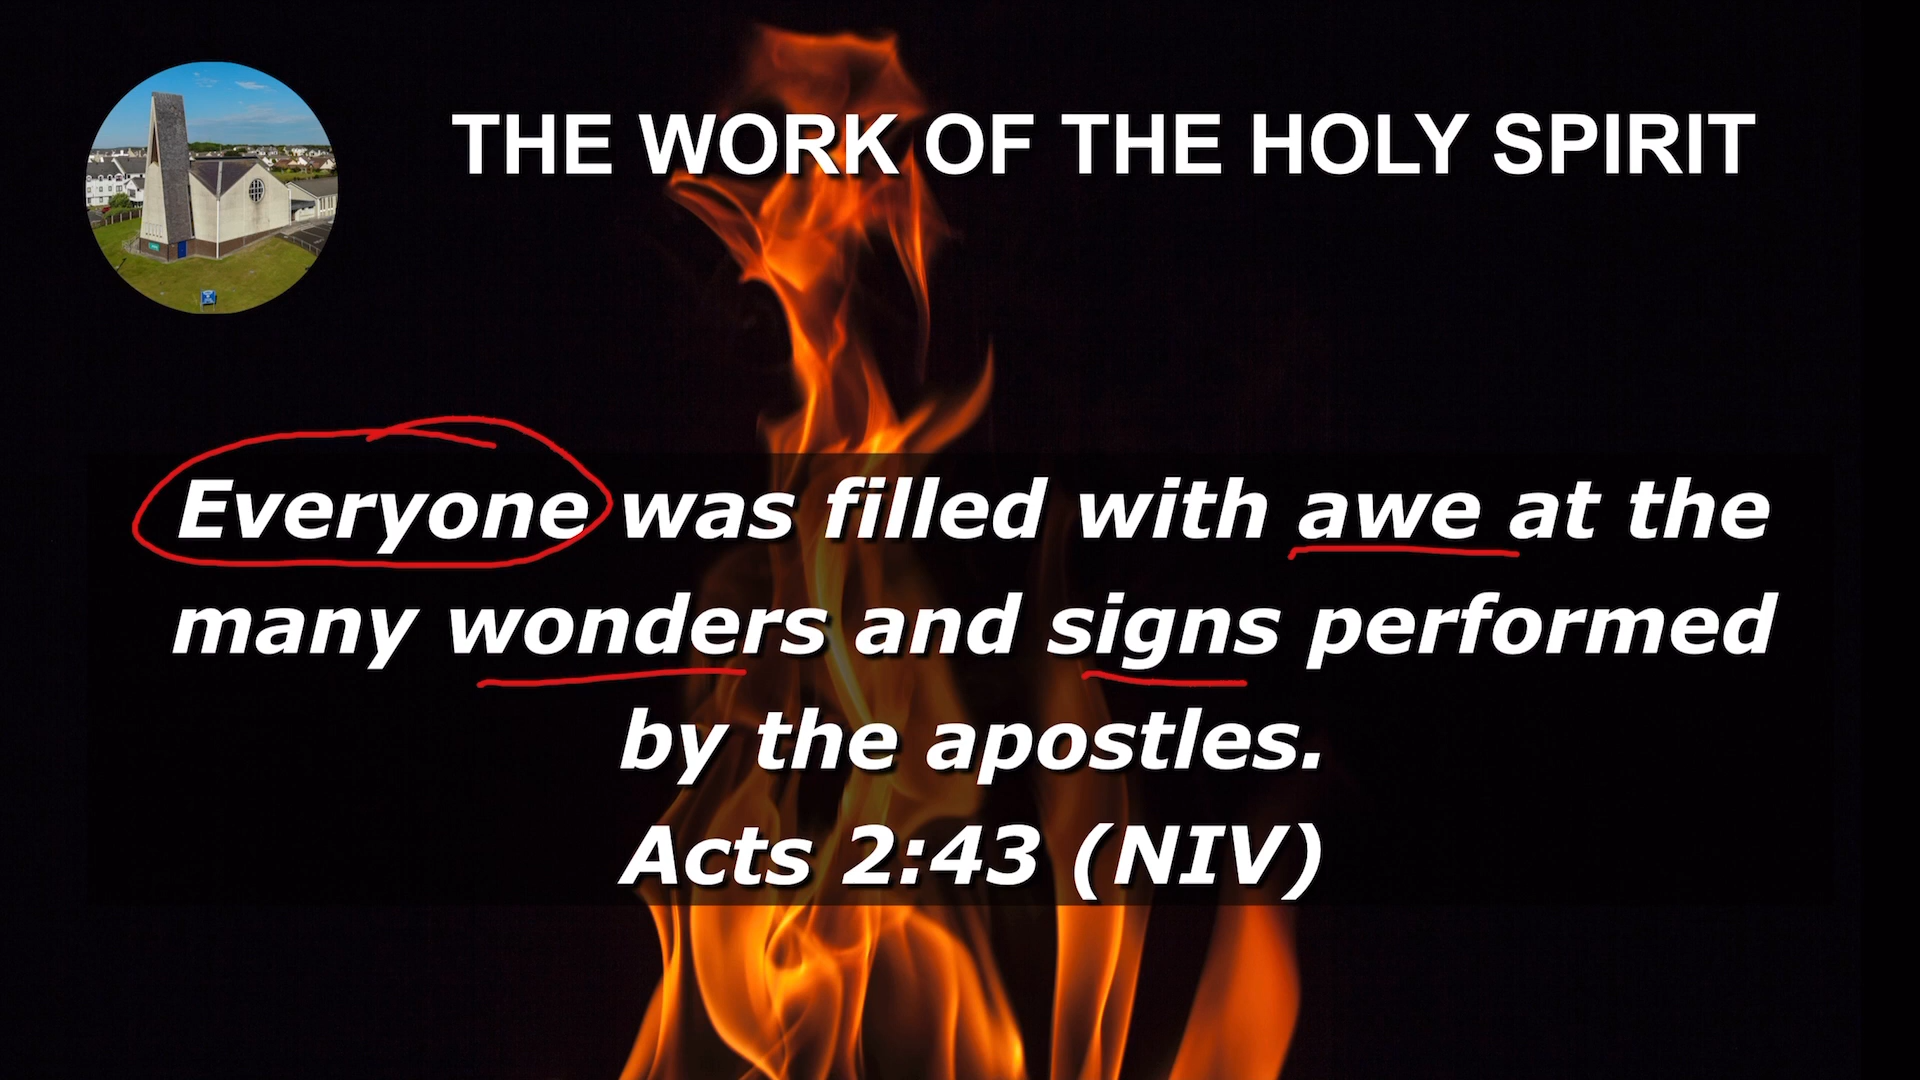 THE WORK OF THE HOLY SPIRIT
Everyone was filled with awe at the
many wonders and signs performed
by the apostles.
Acts 2:43 (NIV)